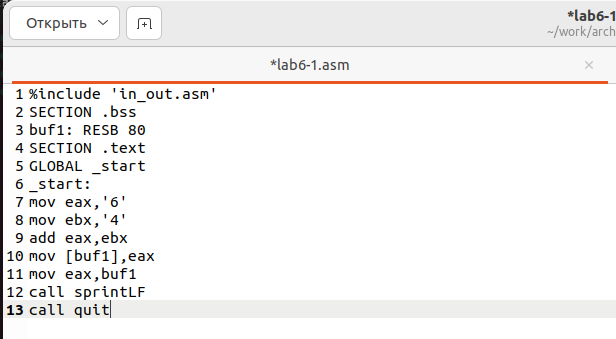 Открыть
*lab6-1
~/work/arch
*lab6-1.asm
1 %include 'in_out.asm'
2 SECTION .bss
3 buf1: RESB 80
4 SECTION .text
5 GLOBAL _start
6 _start:
7 mov eax,'6'
8 mov ebx,'4'
9 add eax,ebx
10 mov [buf1],eax
11 mov eax,buf1
12 call sprintLF
13 call quit